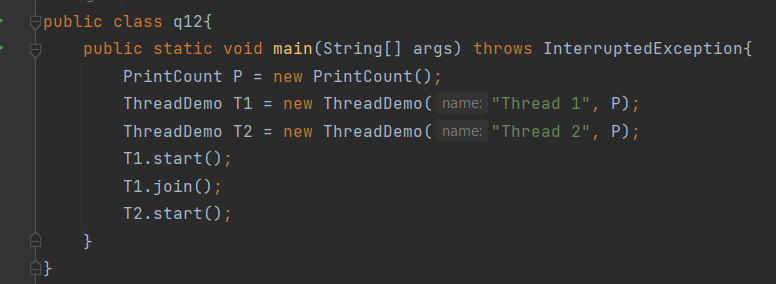 public class q12{
public static void main(String[] args) throws InterruptedException{
PrintCount P = new PrintCount();
ThreadDemo T1 = new ThreadDemo( name: "Thread 1", P);
ThreadDemo T2 = new ThreadDemo( name: "Thread 2", P);
T1.start();
T1.join();
T2.start();
}
}